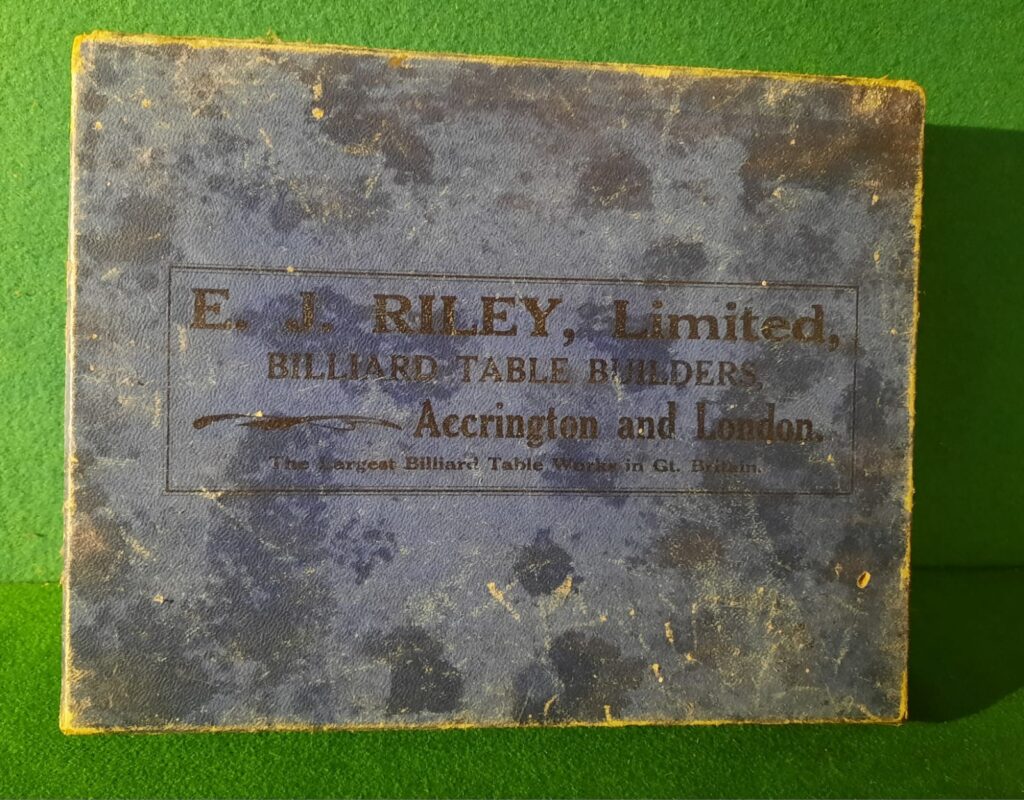 E. J. RILEY, Limited,
BILLIARD TABLE BUILDERS,
Accrington and London.
The Largest Billiard Table Works in Gt. Britain.